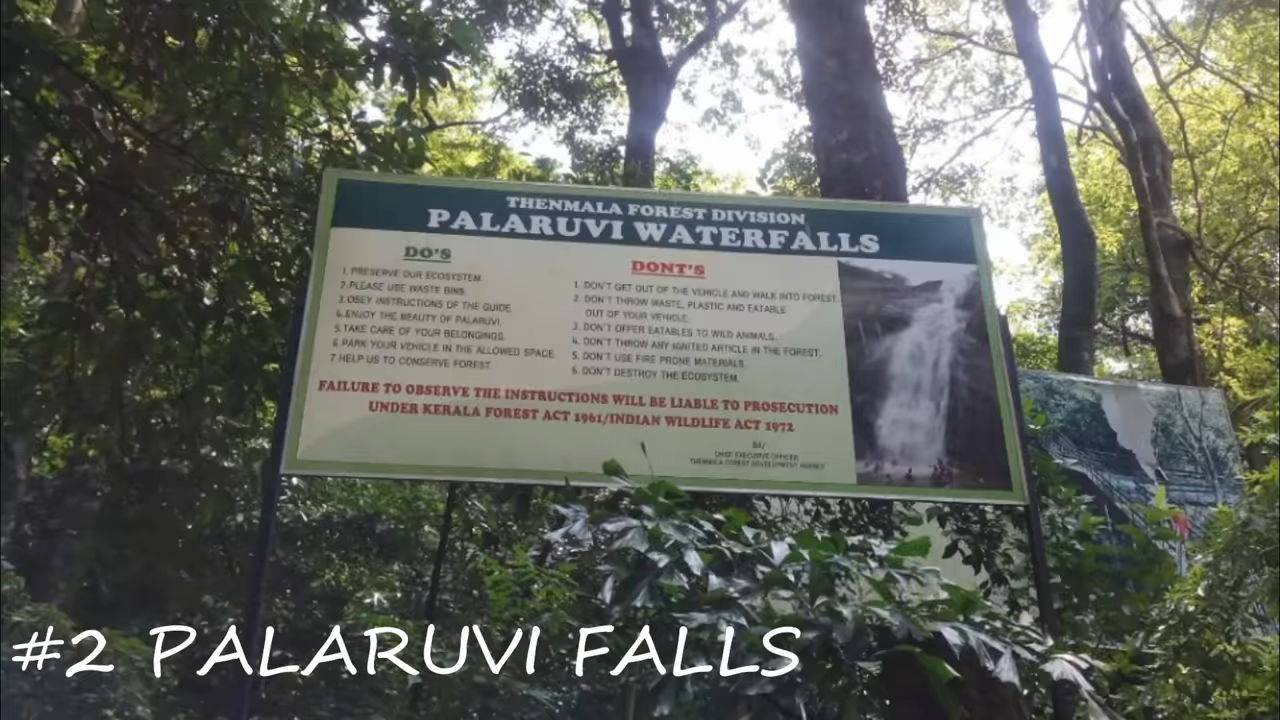 THENMALA FOREST DIVISION
PALARUVI WATERFALLS
DO'S
1. PRESERVE OUR ECOSYSTEM.
2. PLEASE USE WASTE BINS.
3. OBEY INSTRUCTIONS OF THE GUIDE.
4. ENJOY THE BEAUTY OF PALARUVI.
5. TAKE CARE OF YOUR BELONGINGS.
6. PARK YOUR VEHICLE IN THE ALLOWED SPACE.
7. HELP US TO CONSERVE FOREST.
DONT'S
1. DON'T GET OUT OF THE VEHICLE AND WALK INTO FOREST.
2. DON'T THROW WASTE, PLASTIC AND EATABLE
OUT OF YOUR VEHICLE.
3. DON'T OFFER EATABLES TO WILD ANIMALS.
4. DON'T THROW ANY IGNITED ARTICLE IN THE FOREST.
5. DON'T USE FIRE PRONE MATERIALS.
6. DON'T DESTROY THE ECOSYSTEM.
FAILURE TO OBSERVE THE INSTRUCTIONS WILL BE LIABLE TO PROSECUTION
UNDER KERALA FOREST ACT 1961/INDIAN WILDLIFE ACT 1972
Sd/
CHIEF EXECUTIVE OFFICER
THENMALA FOREST DEVELOPMENT AGENCY
#2 PALARUVI FALLS